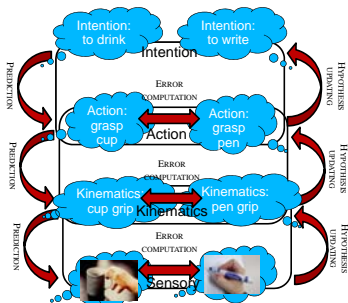 Intention:
to drink
Intention:
to write
Intention
PREDICTION
HYPOTHESIS
UPDATING
ERROR
COMPUTATION
Action:
grasp
cup
Action:
grasp
pen
Action
PREDICTION
HYPOTHESIS
UPDATING
ERROR
COMPUTATION
Kinematics:
cup grip
Kinematics:
pen grip
Kinematics
PREDICTION
HYPOTHESIS
UPDATING
ERROR
COMPUTATION
Sensory